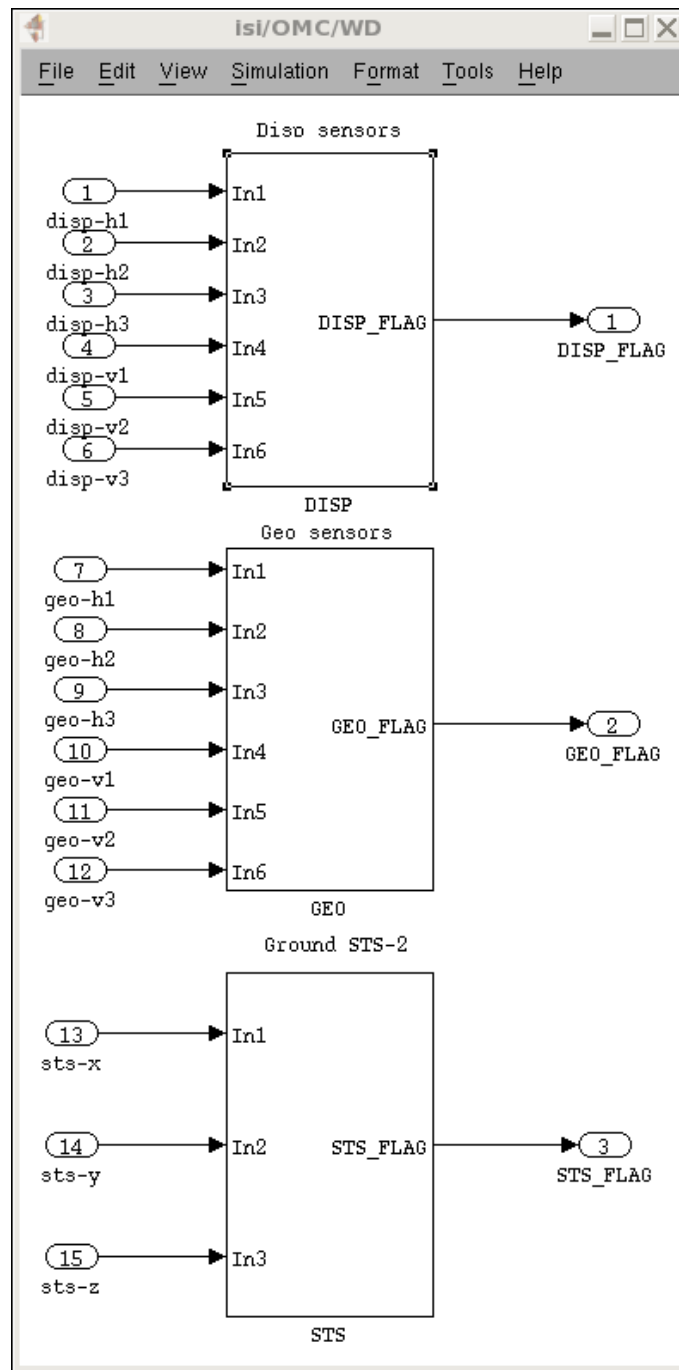 isi/OMC/WD
File Edit View Simulation Format Tools Help
Disp sensors
1 In1
disp-h1
2 In2
disp-h2
3 In3
disp-h3
DISP_FLAG 1
DISP_FLAG
4 In4
disp-v1
5 In5
disp-v2
6 In6
disp-v3
DISP
Geo sensors
7 In1
geo-h1
8 In2
geo-h2
9 In3
geo-h3
GEO_FLAG 2
GEO_FLAG
10 In4
geo-v1
11 In5
geo-v2
12 In6
geo-v3
GEO
Ground STS-2
13 In1
sts-x
14 In2 STS_FLAG 3
sts-y STS_FLAG
15 In3
sts-z
STS